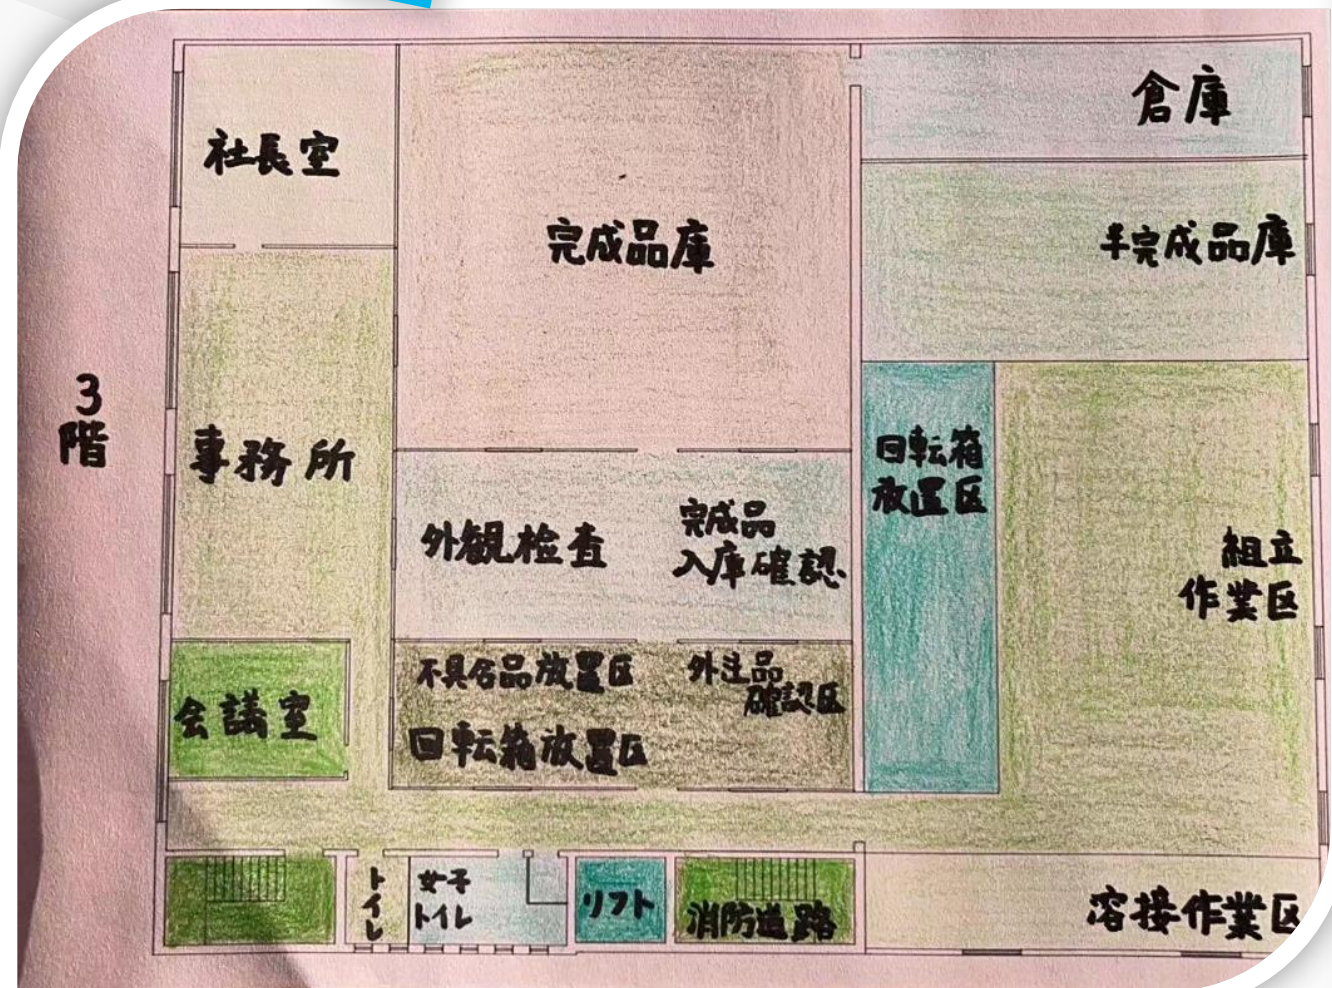 3
階
社長室
事務所
会議室
完成品庫
外観検査
完成品
入庫確認
不具合品放置区
回転箱放置区
外注品
確認区
倉庫
半完成品庫
回転箱
放置区
組立
作業区
溶接作業区
トイレ
女子
トイレ
リフト
消防道路